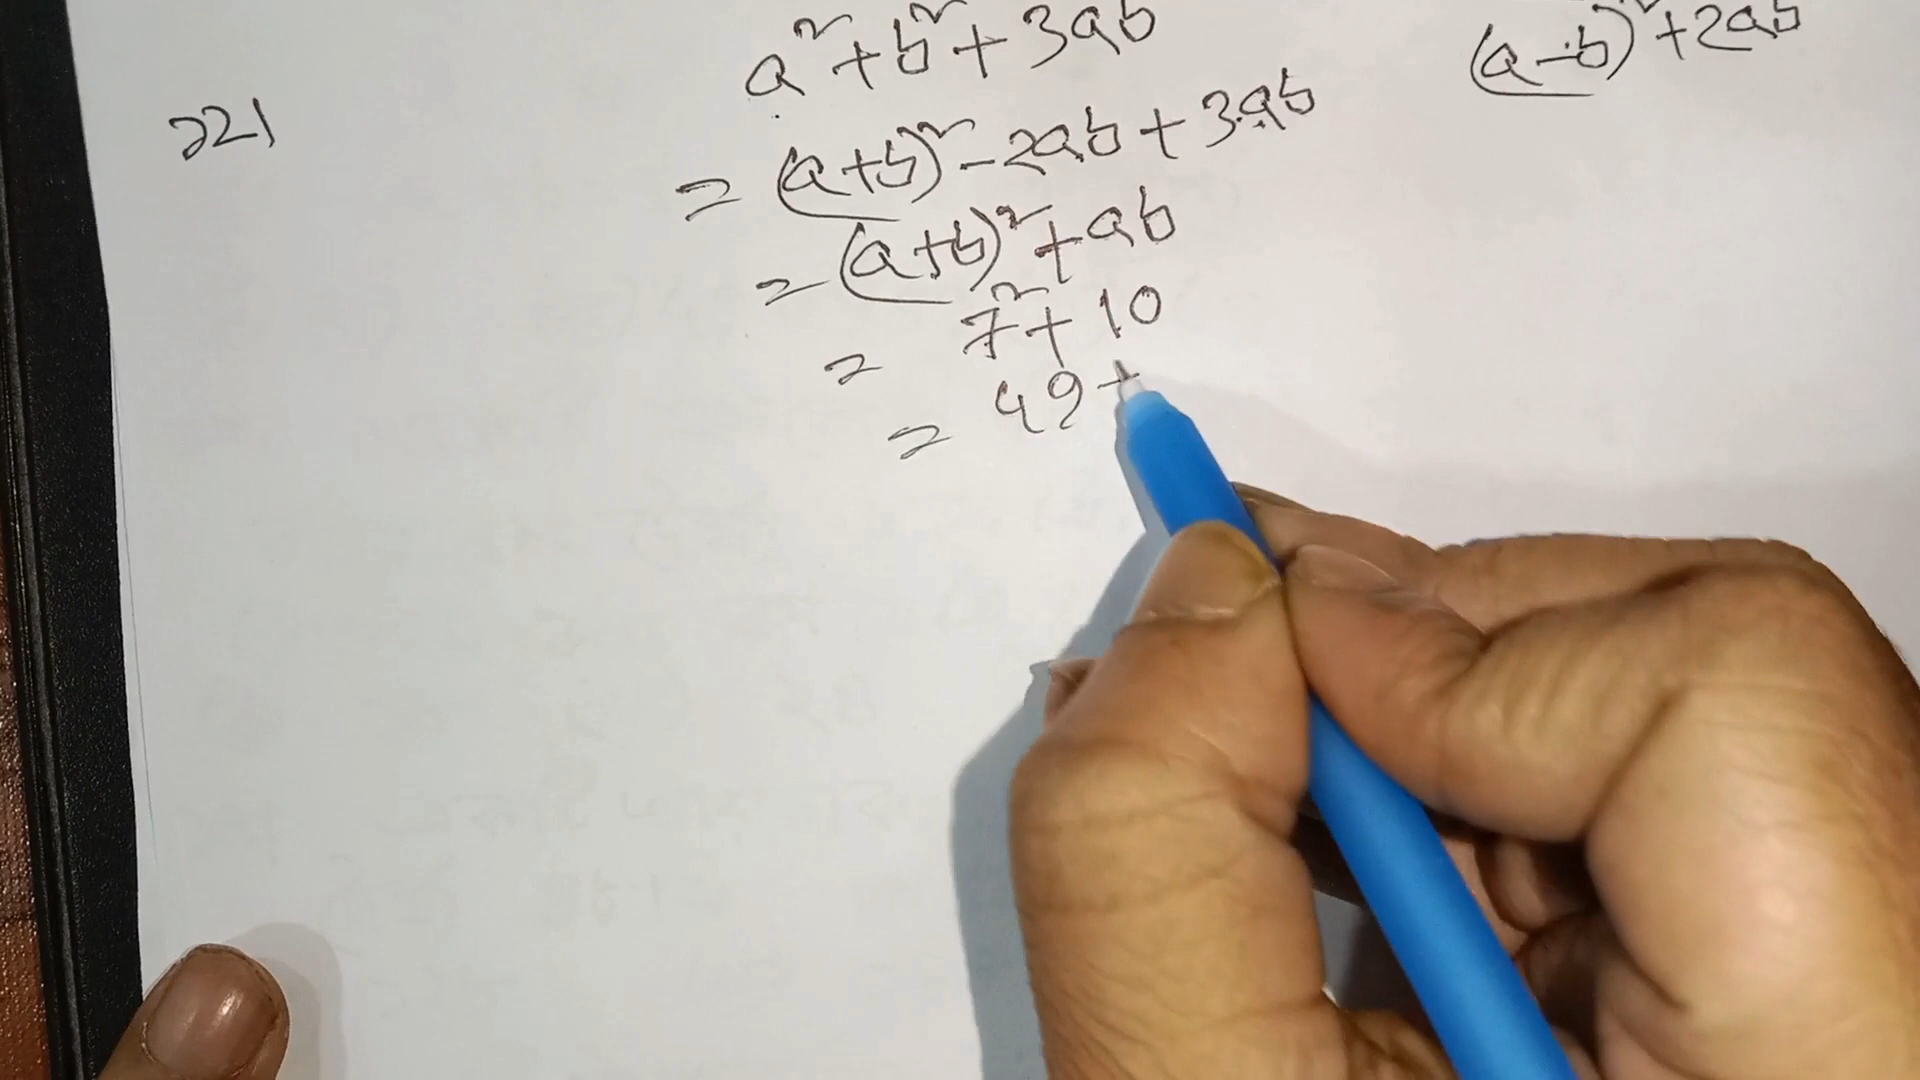 a²+b²+3ab
(a-b)²+2ab
221
= (a+b)²-2ab+3ab
= (a+b)²+ab
= 7²+10
= 49+